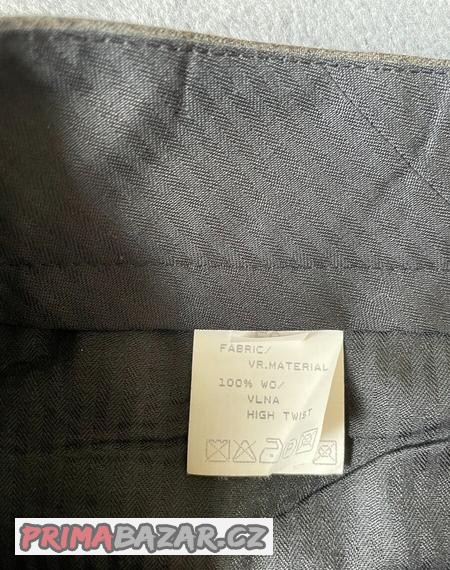 FABRIC/
VR.MATERIAL
100% WO/
VLNA
HIGH TWIST
PRIMABAZAR.CZ